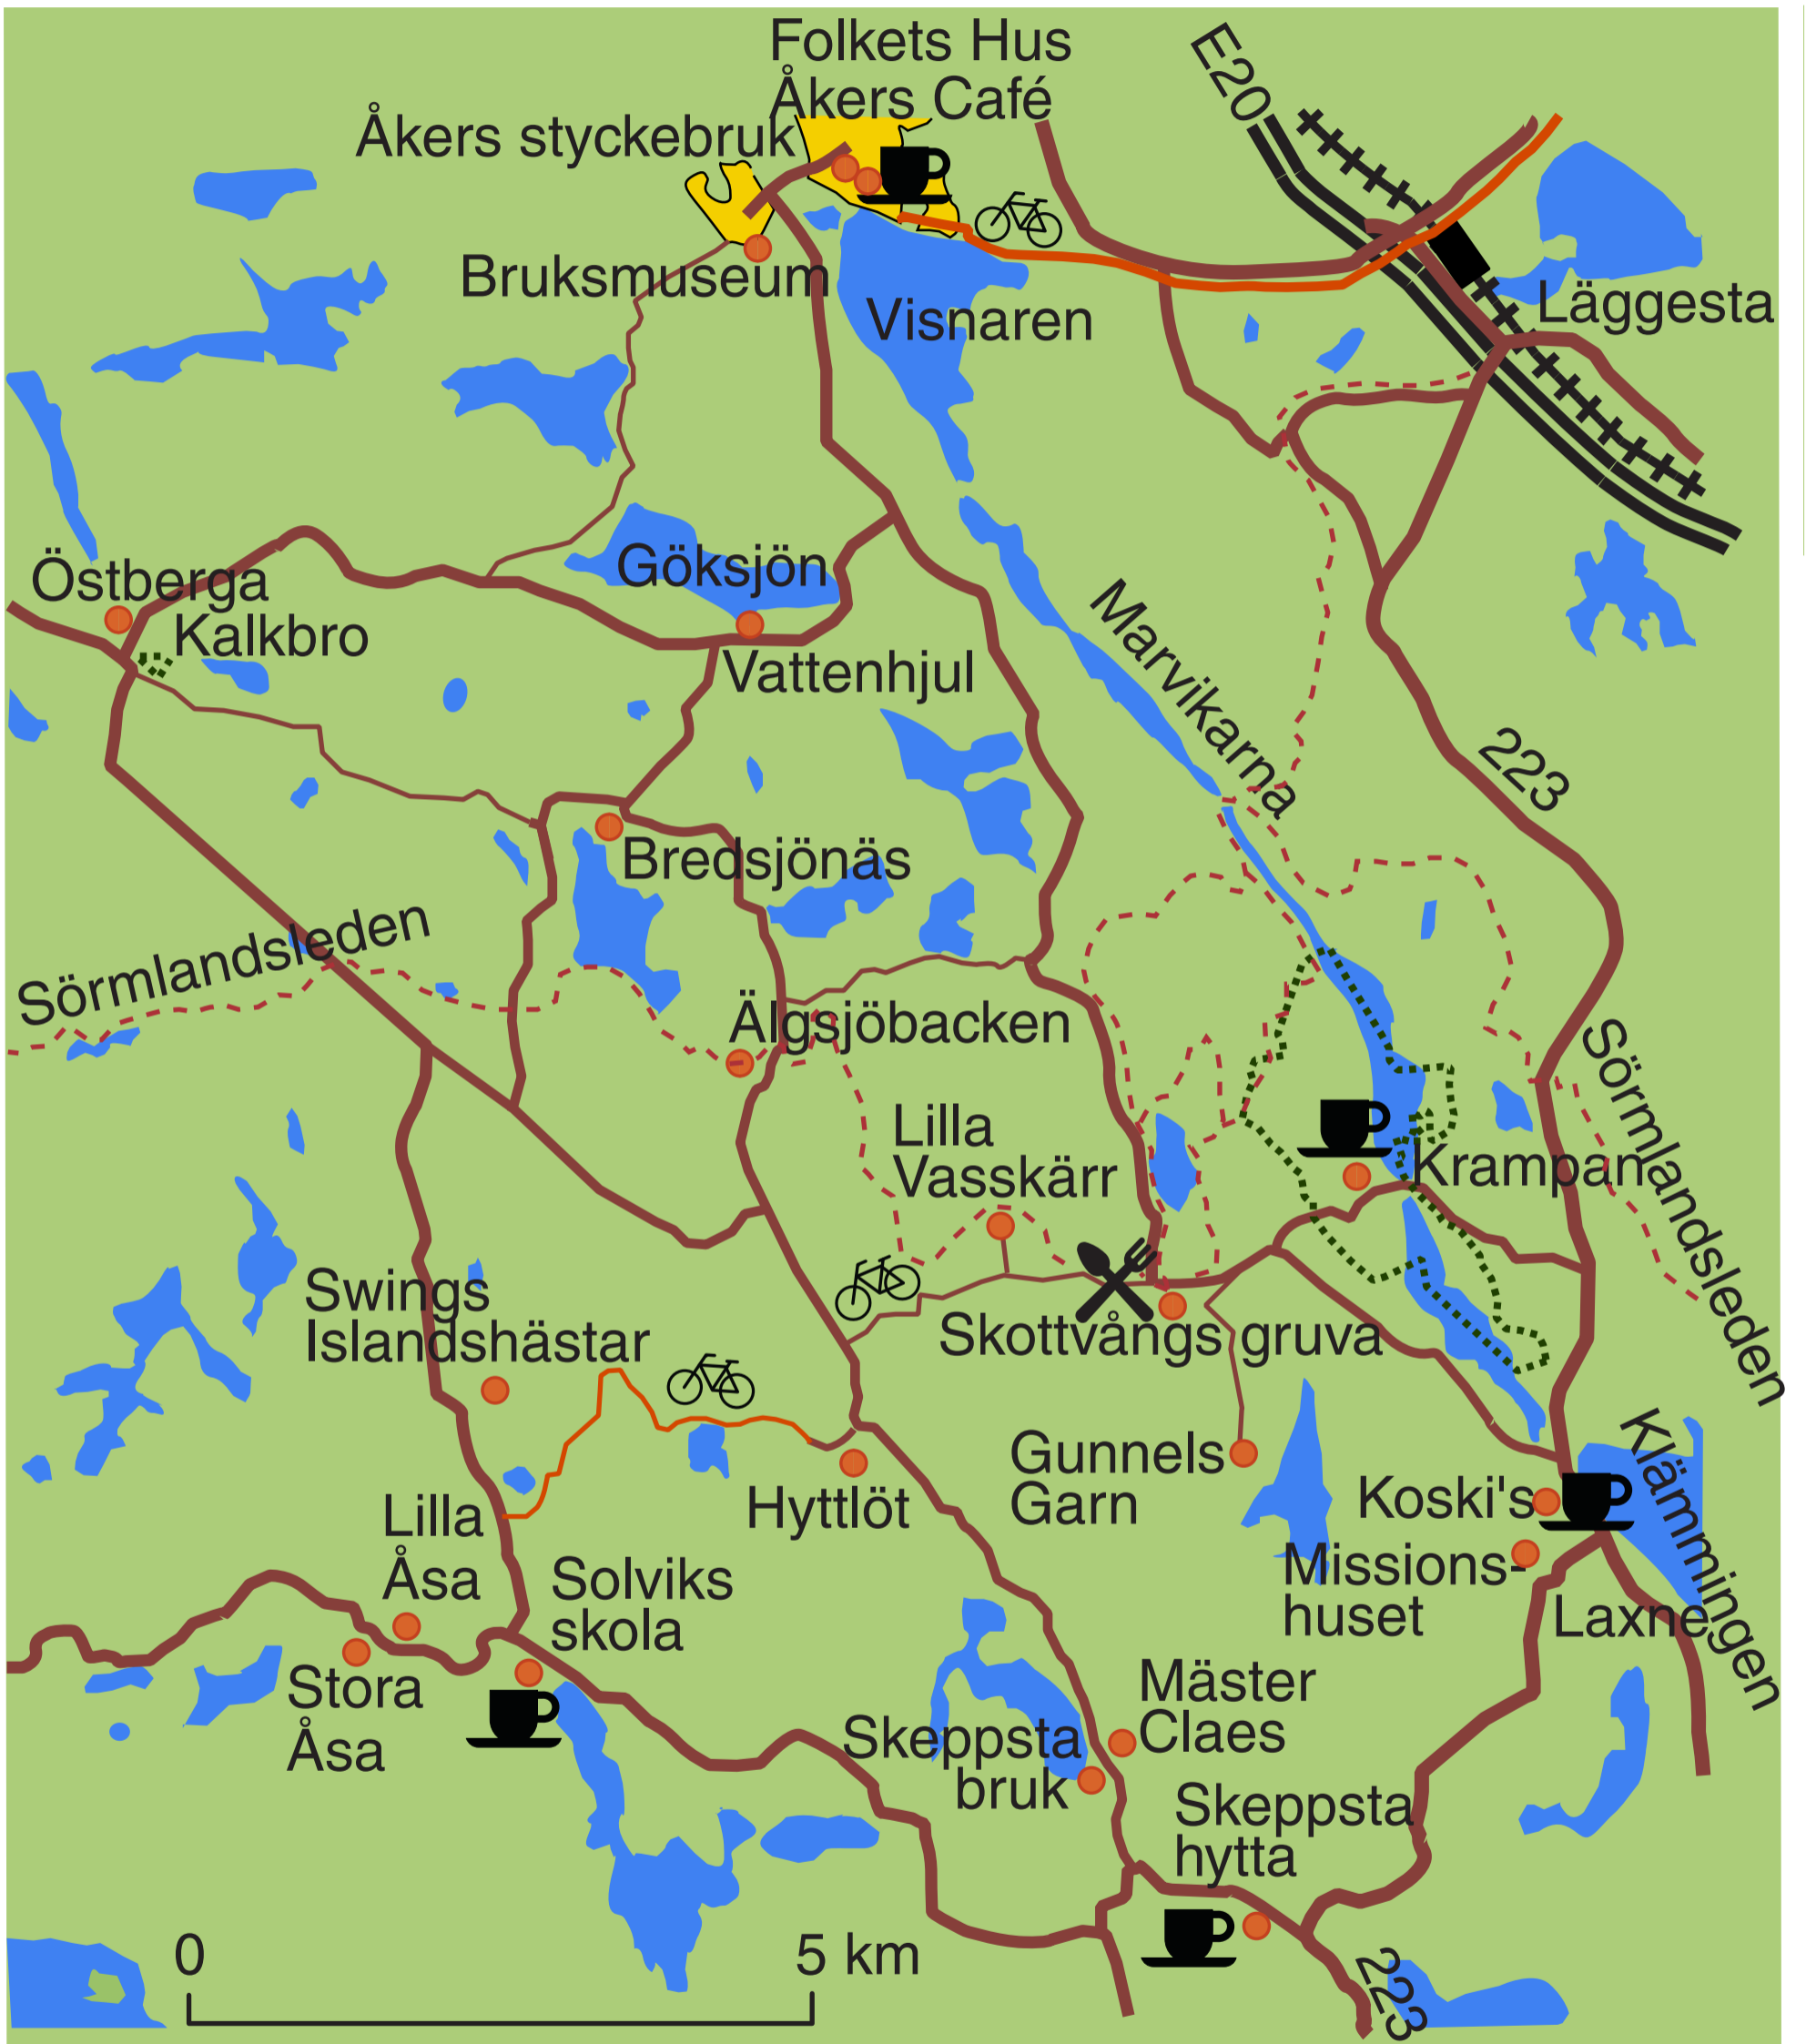 Folkets Hus
Åkers Café
E20
Åkers styckebruk
Bruksmuseum
Visnaren
Läggesta
Östberga
Göksjön
Kalkbro
Vattenhjul
Marvikarna
223
Bredsjönäs
Sörmlandsleden
Älgsjöbacken
Sörmlandsleden
Lilla
Vasskärr
Krampan
Swings
Islandshästar
Skottvångs gruva
Gunnels
Garn
Klämmingen
Koski's
Hyttlöt
Lilla
Åsa
Missions-
huset
Laxne
Solviks
skola
Stora
Åsa
Mäster
Claes
Skeppsta
bruk
Skeppsta
hytta
0
5 km
223